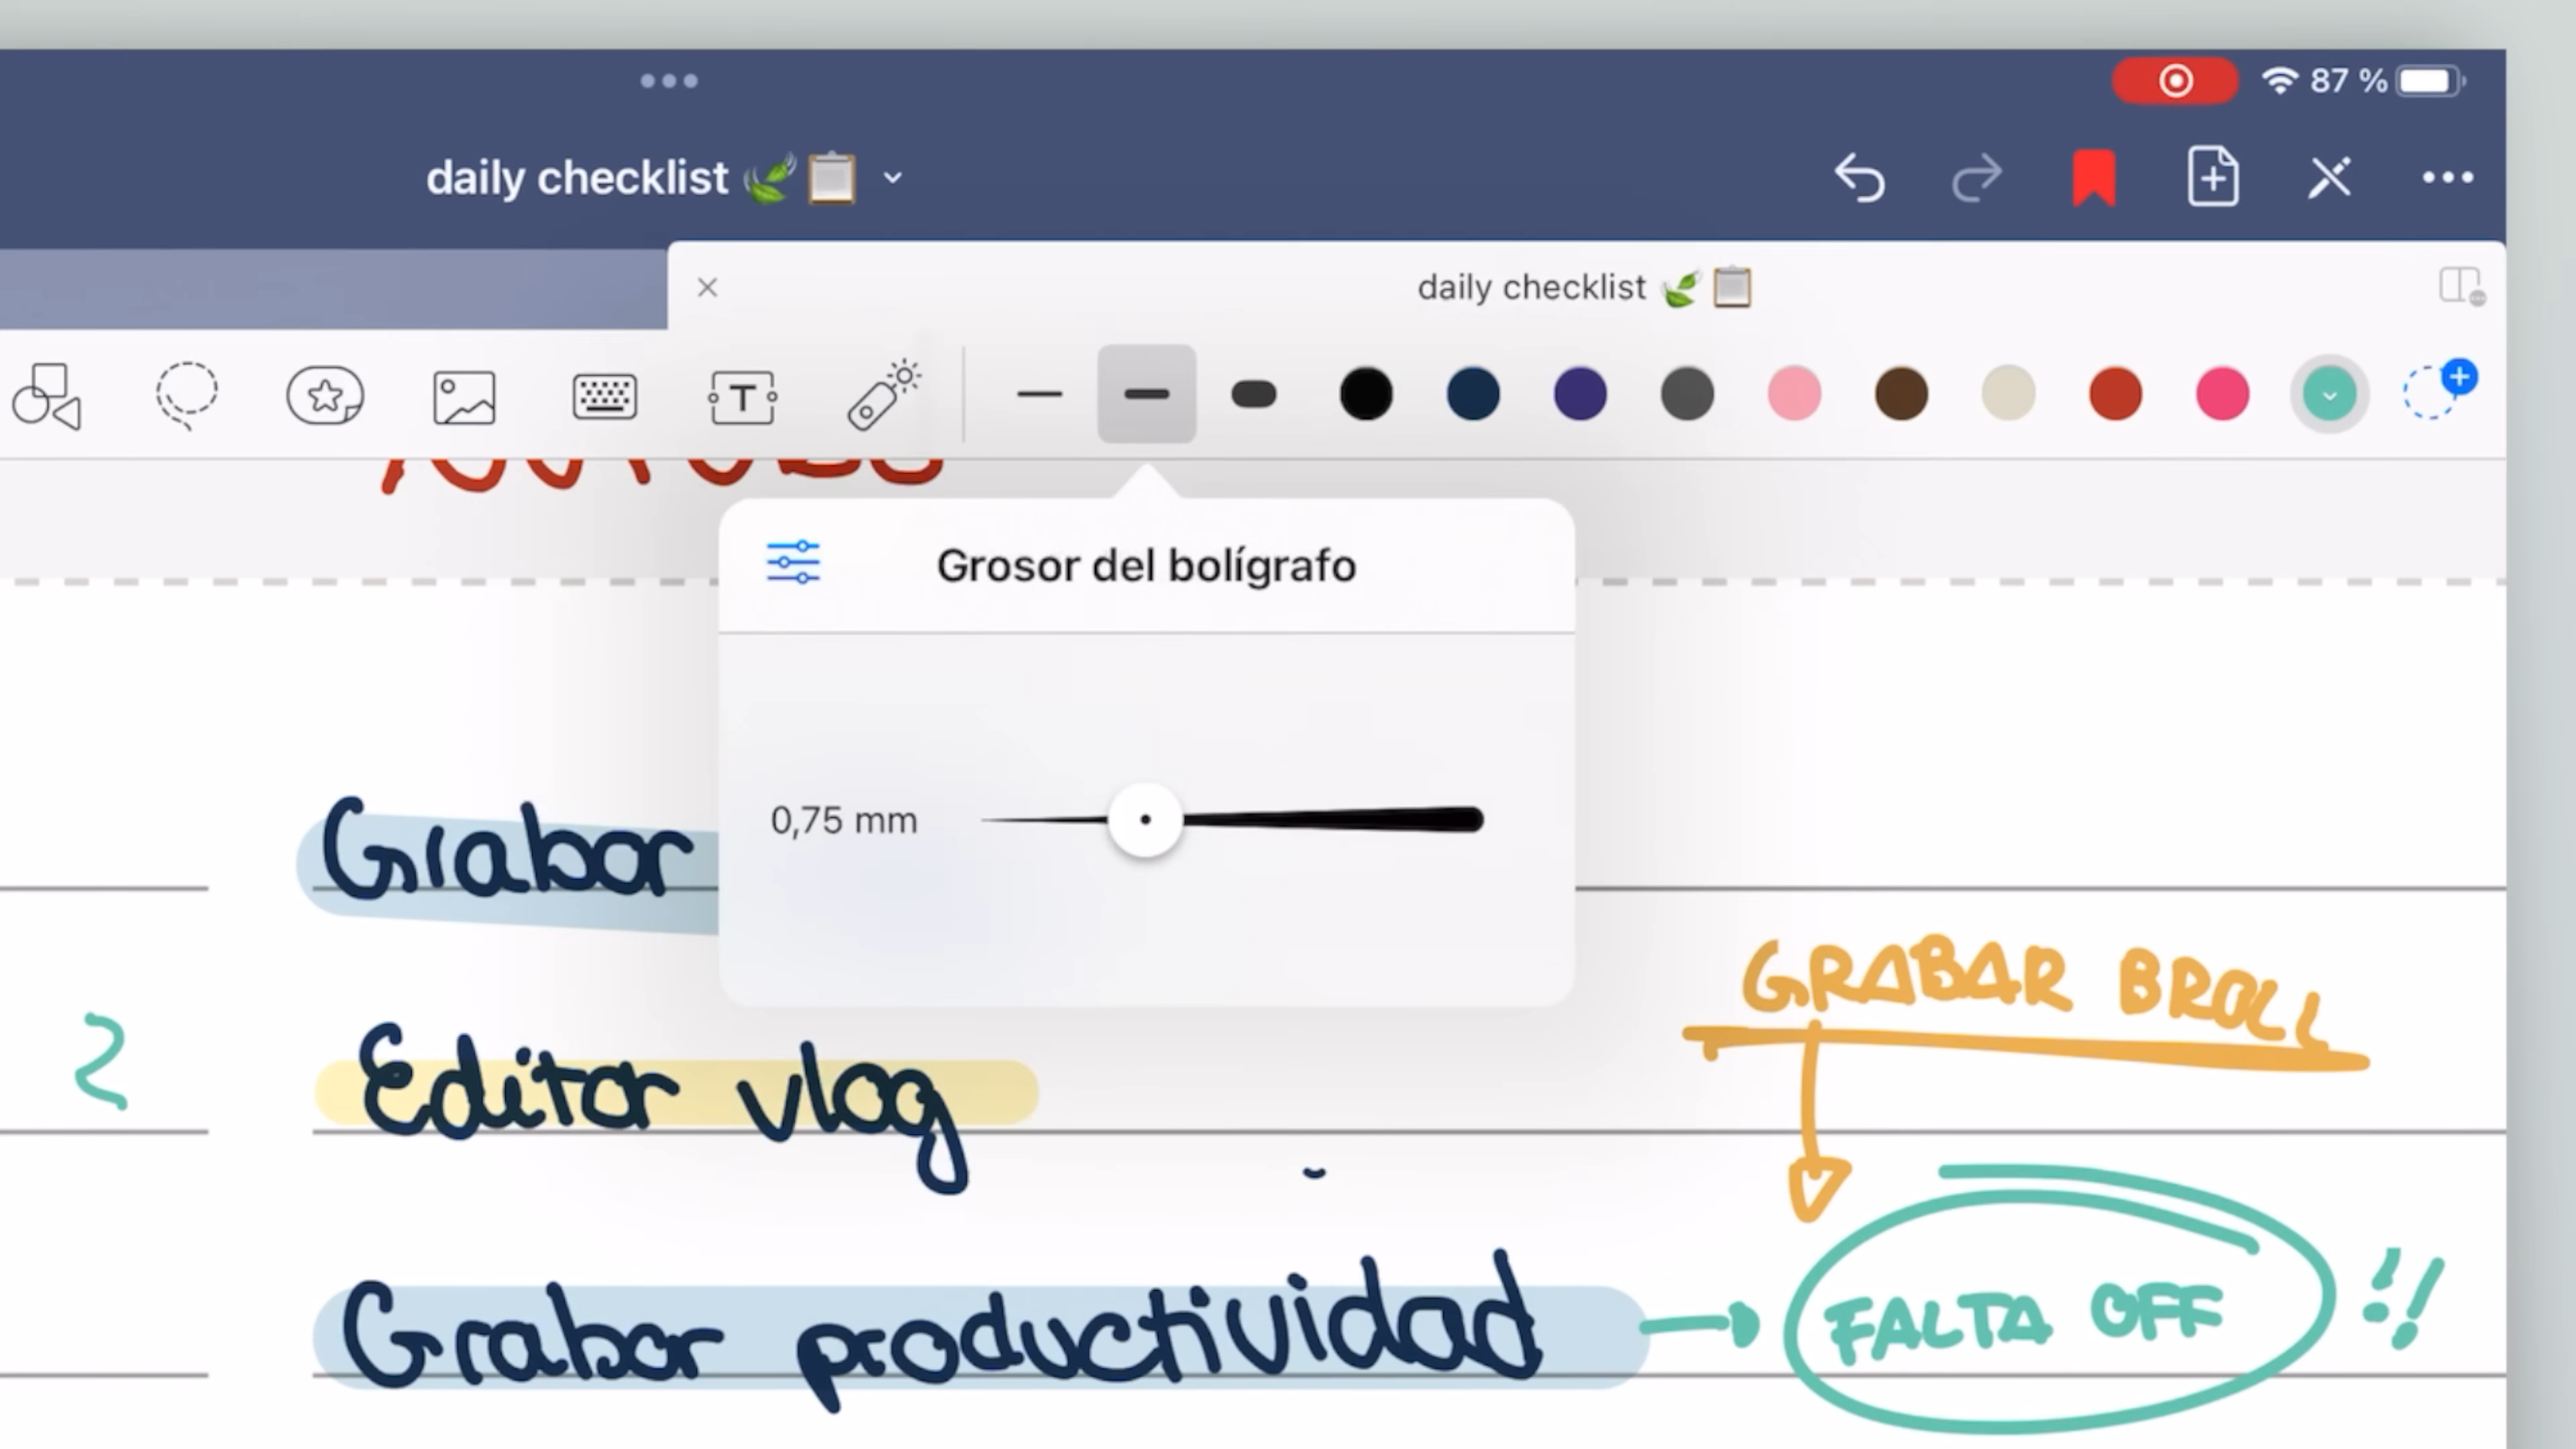 87 %
daily checklist
daily checklist
T
Grosor del bolígrafo
0,75 mm
Grabar
GRABAR BROLL
2
Editar vlog
Grabar productividad
FALTA OFF !!